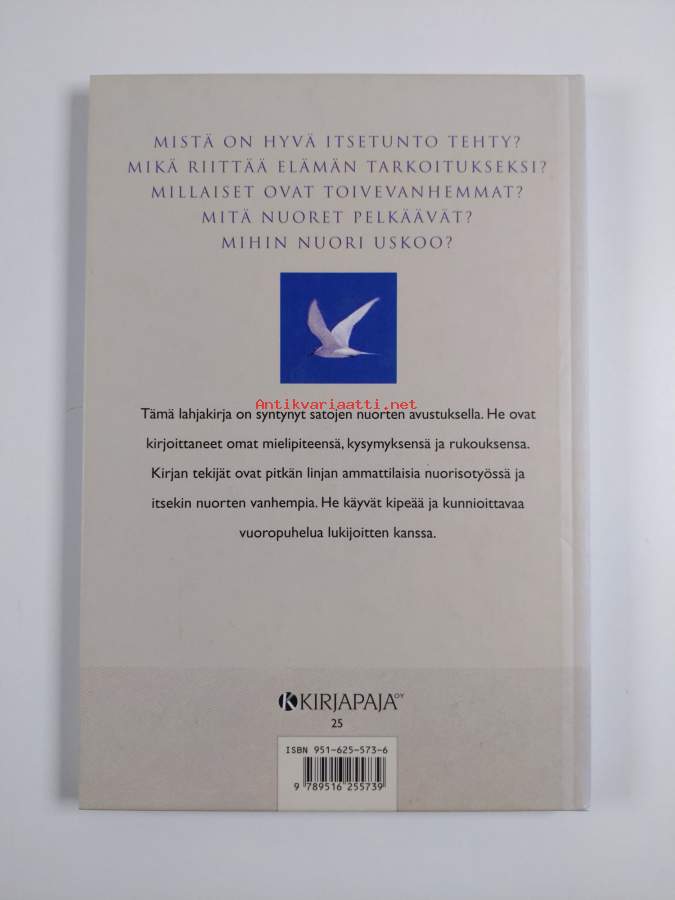 MISTÄ ON HYVÄ ITSETUNTO TEHTY?
MIKÄ RIITTÄÄ ELÄMÄN TARKOITUKSEKSI?
MILLAISET OVAT TOIVEVANHEMMAT?
MITÄ NUORET PELKÄÄVÄT?
MIHIN NUORI USKOO?
Antikvariaatti.net
Tämä lahjakirja on syntynyt satojen nuorten avustuksella. He ovat
kirjoittaneet omat mielipiteensä, kysymyksensä ja rukouksensa.
Kirjan tekijät ovat pitkän linjan ammattilaisia nuorisotyössä ja
itsekin nuorten vanhempia. He käyvät kipeää ja kunnioittavaa
vuoropuhelua lukijoitten kanssa.
KIRJAPAJA OY
25
ISBN 951-625-573-6
9 789516 255739